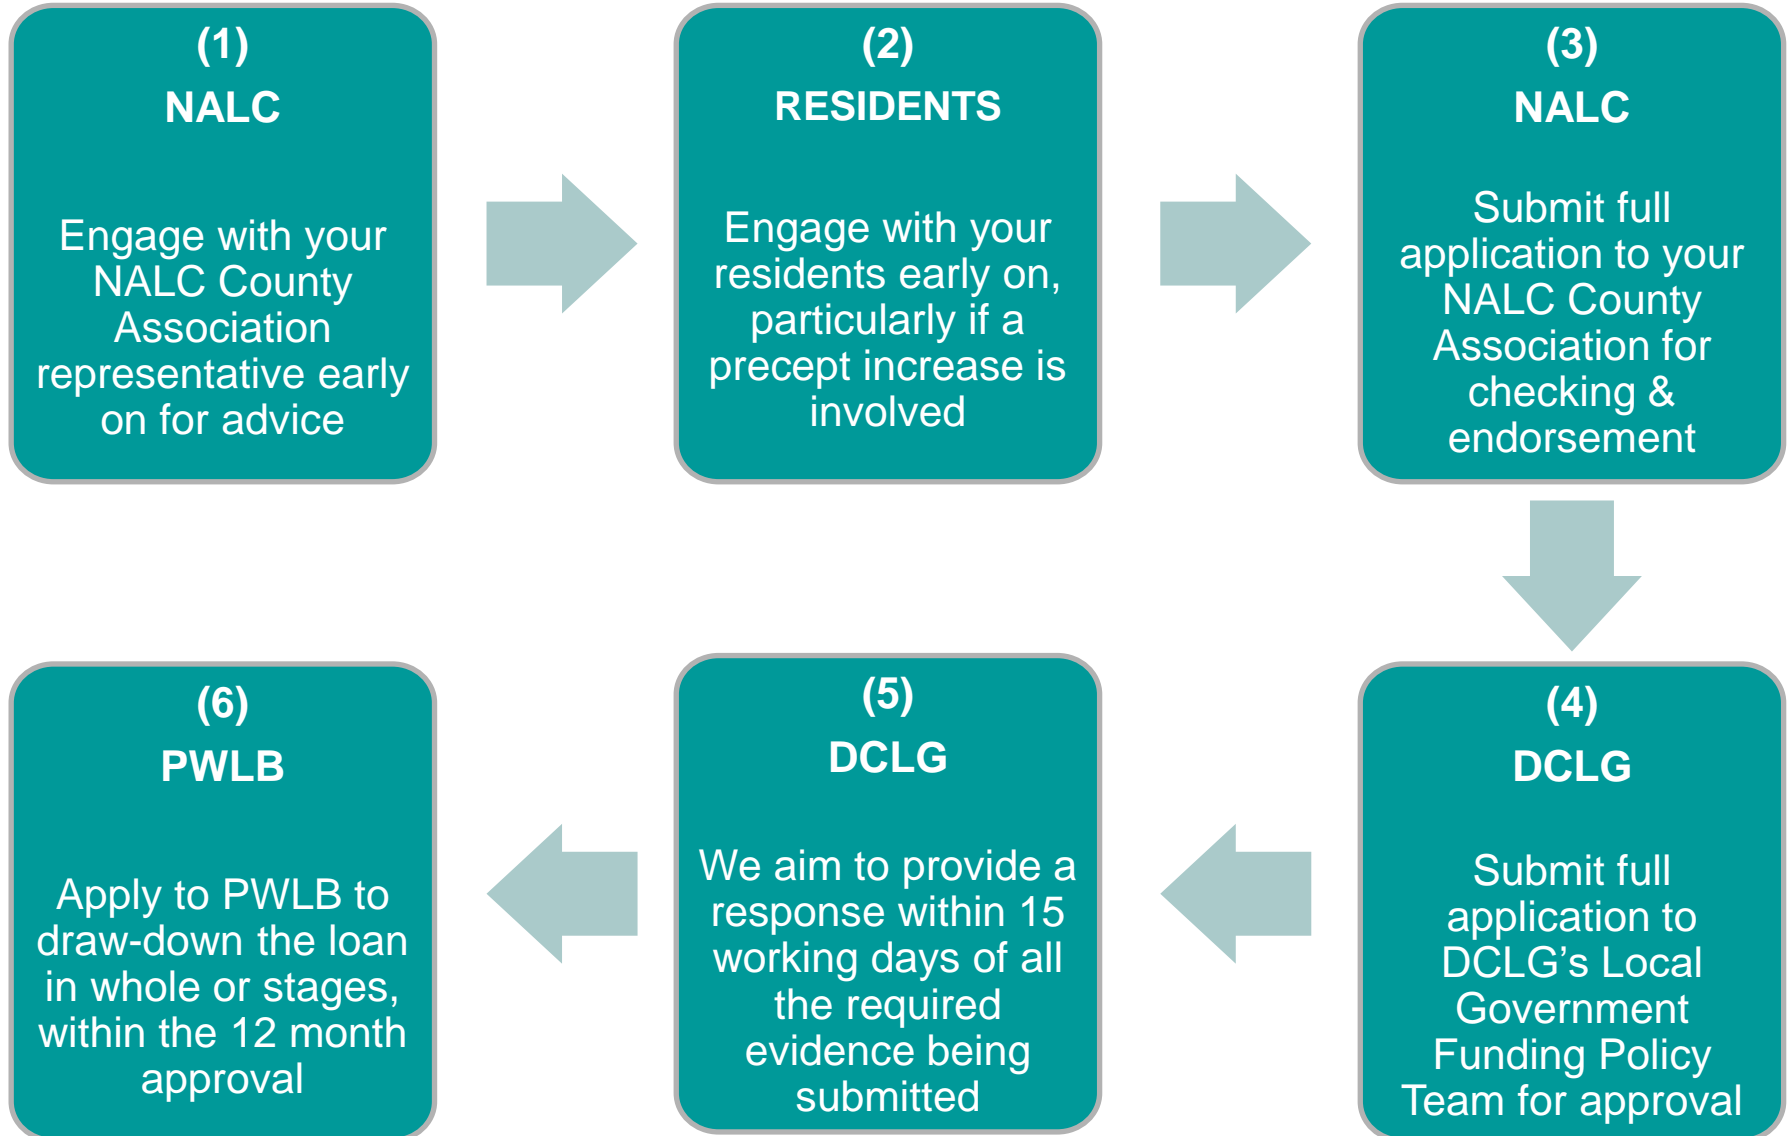 (1)
NALC
Engage with your
NALC County
Association
representative early
on for advice
(2)
RESIDENTS
Engage with your
residents early on,
particularly if a
precept increase is
involved
(3)
NALC
Submit full
application to your
NALC County
Association for
checking &
endorsement
(4)
DCLG
Submit full
application to
DCLG’s Local
Government
Funding Policy
Team for approval
(5)
DCLG
We aim to provide a
response within 15
working days of all
the required
evidence being
submitted
(6)
PWLB
Apply to PWLB to
draw-down the loan
in whole or stages,
within the 12 month
approval